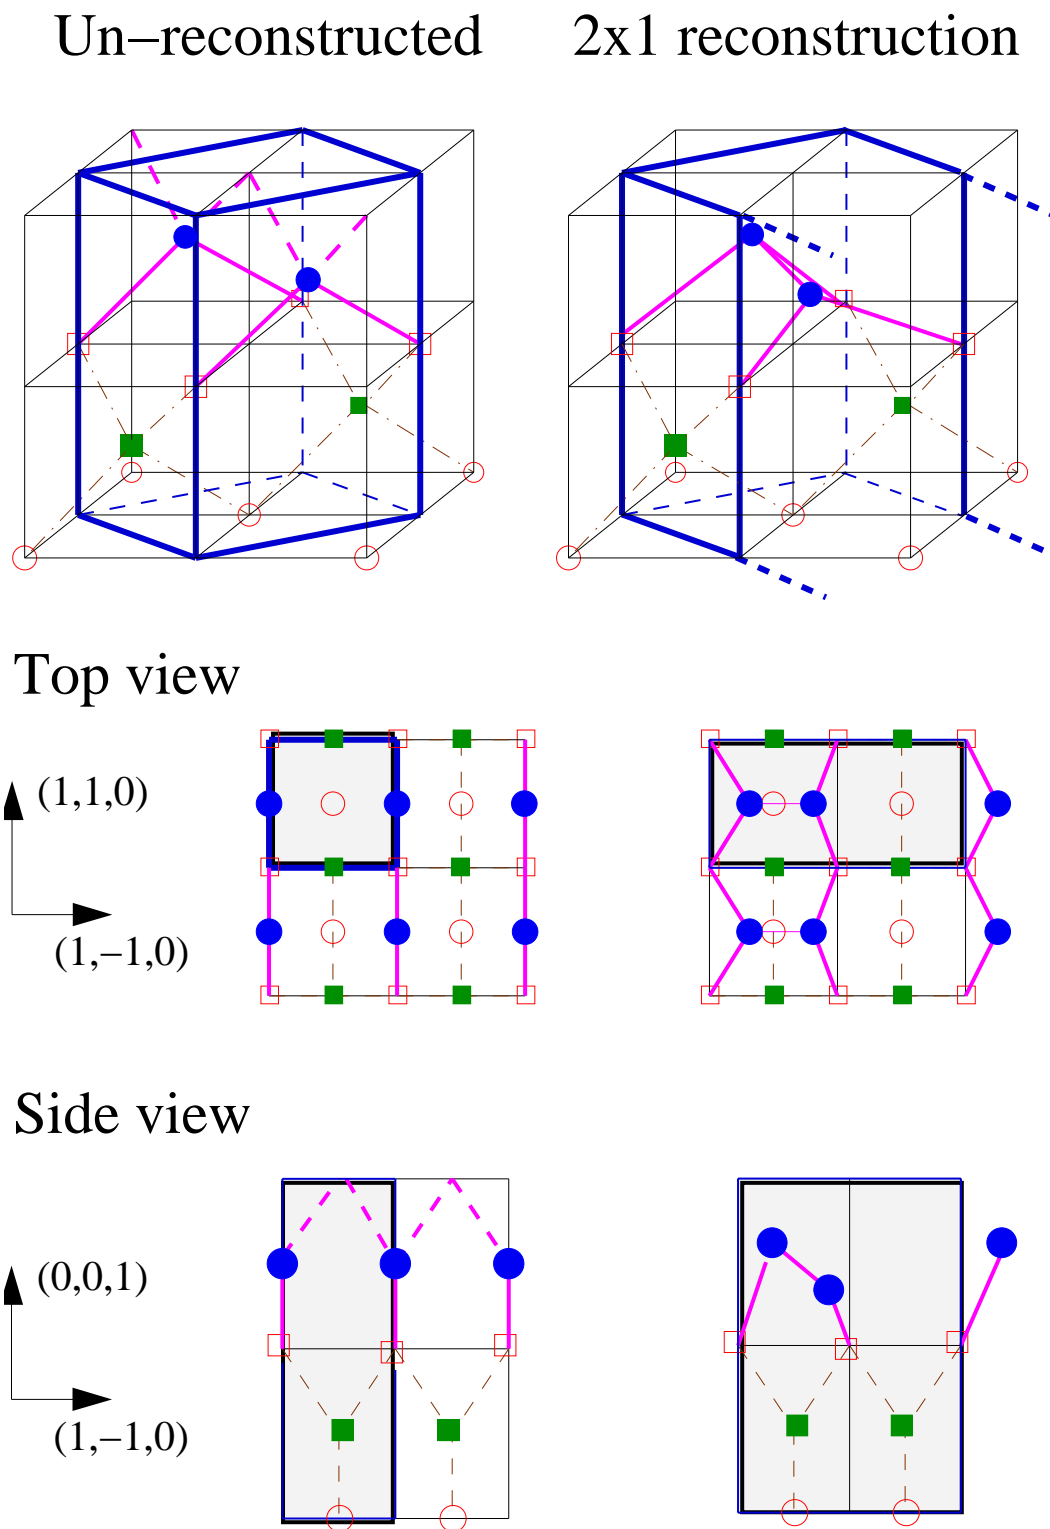 Un−reconstructed 2x1 reconstruction
Top view
(1,1,0)
(1,−1,0)
Side view
(0,0,1)
(1,−1,0)